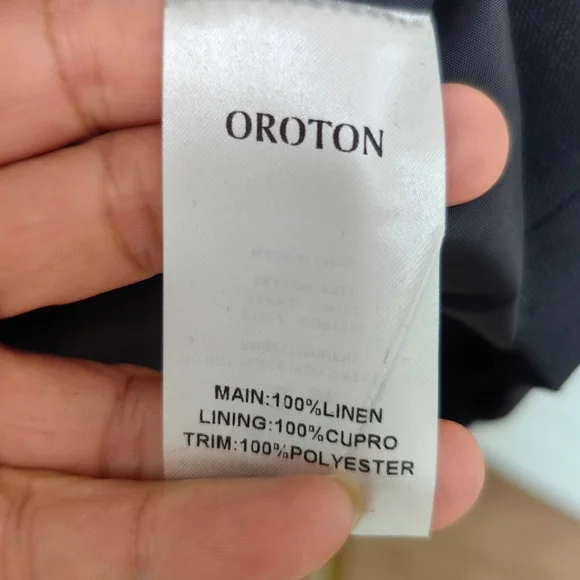 OROTON
MAIN:100%LINEN
LINING:100%CUPRO
TRIM:100%POLYESTER